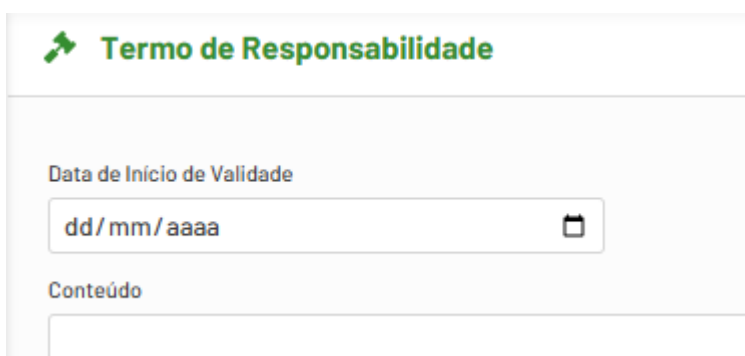 Termo de Responsabilidade
Data de Início de Validade
dd/mm/aaaa
Conteúdo